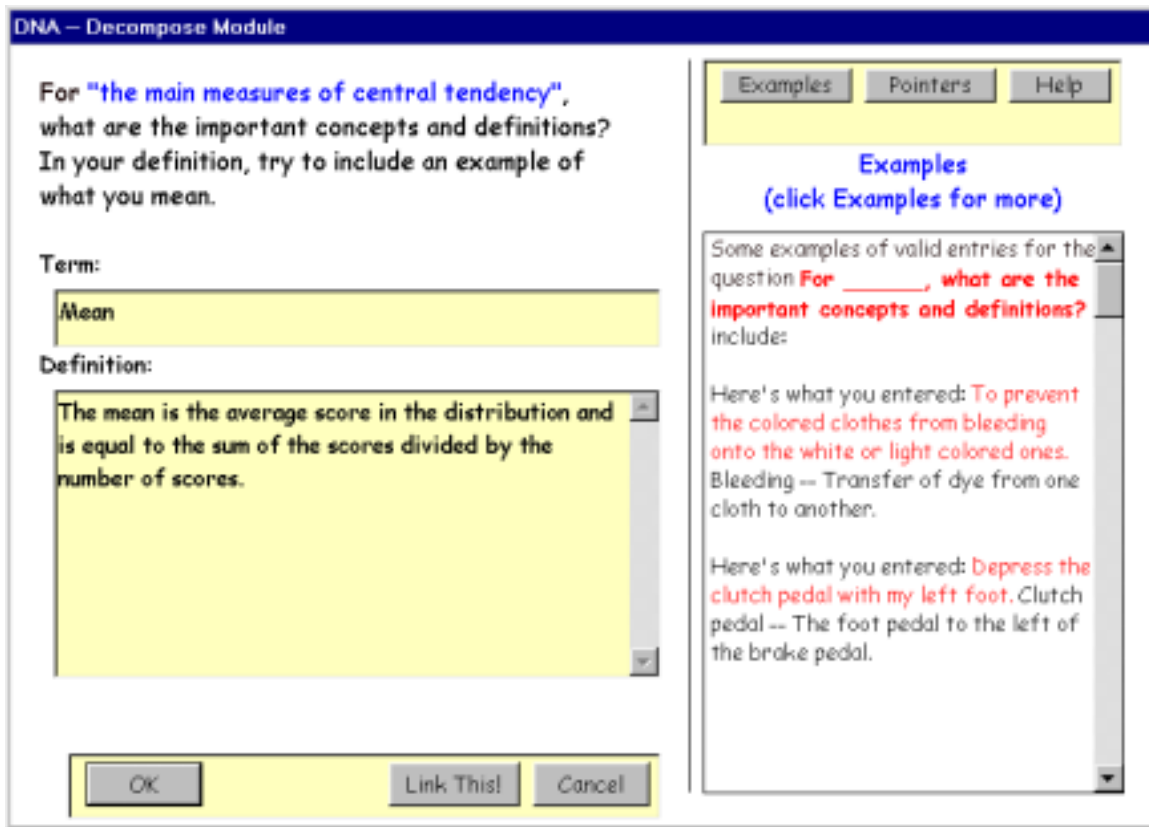 DNA — Decompose Module
For "the main measures of central tendency",
what are the important concepts and definitions?
In your definition, try to include an example of
what you mean.
Term:
Mean
Definition:
The mean is the average score in the distribution and
is equal to the sum of the scores divided by the
number of scores.
OK
Link This!
Cancel
Examples
Pointers
Help
Examples
(click Examples for more)
Some examples of valid entries for the
question For ______, what are the
important concepts and definitions?
include:
Here's what you entered: To prevent
the colored clothes from bleeding
onto the white or light colored ones.
Bleeding -- Transfer of dye from one
cloth to another.
Here's what you entered: Depress the
clutch pedal with my left foot. Clutch
pedal -- The foot pedal to the left of
the brake pedal.